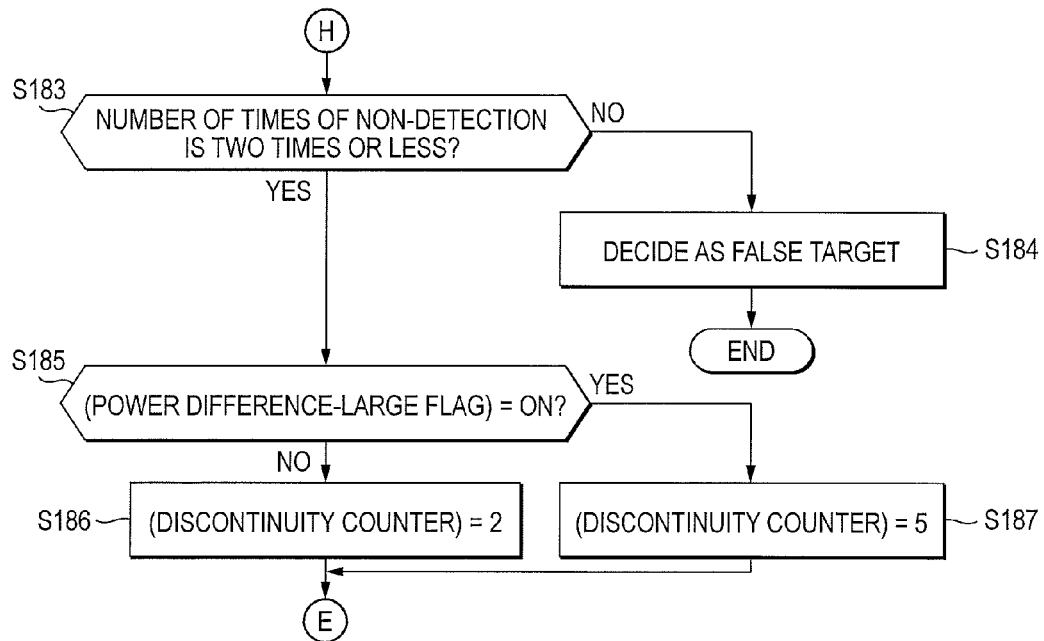 H
S183
NUMBER OF TIMES OF NON-DETECTION
IS TWO TIMES OR LESS?
NO
YES
DECIDE AS FALSE TARGET
S184
END
S185
(POWER DIFFERENCE-LARGE FLAG) = ON?
YES
NO
S186
(DISCONTINUITY COUNTER) = 2
(DISCONTINUITY COUNTER) = 5
S187
E